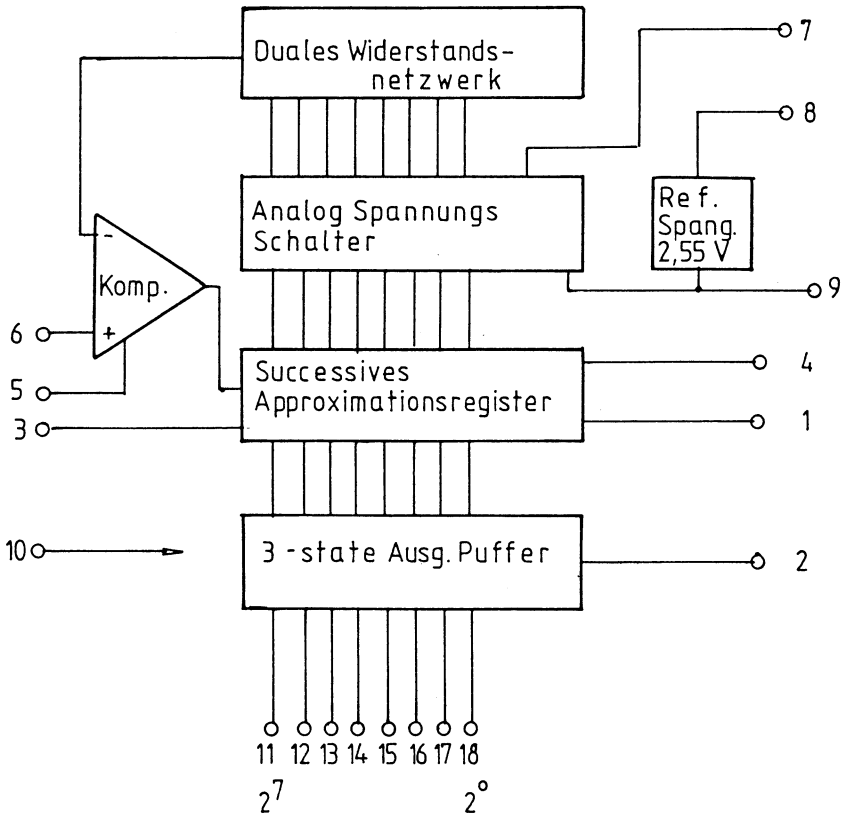 Duales Widerstands-
netzwerk
7
8
Analog Spannungs
Schalter
Ref.
Spang.
2,55 V
-
Komp.
+
9
6
5
3
Successives
Approximationsregister
4
1
10
3-state Ausg. Puffer
2
11 12 13 14 15 16 17 18
2⁷ 2⁰